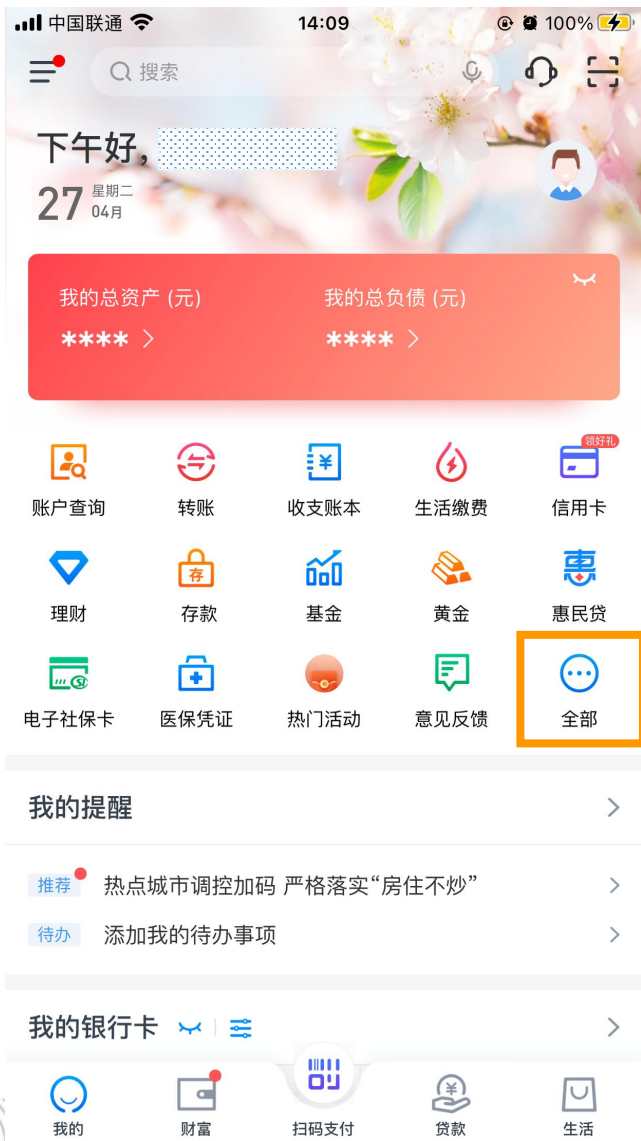 中国联通 14:09 100%
搜索
下午好，
27 星期二
04月
我的总资产 (元) 我的总负债 (元)
**** ****
领好礼
账户查询 转账 收支账本 生活缴费 信用卡
存 惠
理财 存款 基金 黄金 惠民贷
电子社保卡 医保凭证 热门活动 意见反馈 全部
我的提醒
推荐 热点城市调控加码 严格落实“房住不炒”
待办 添加我的待办事项
我的银行卡
我的 财富 扫码支付 贷款 生活